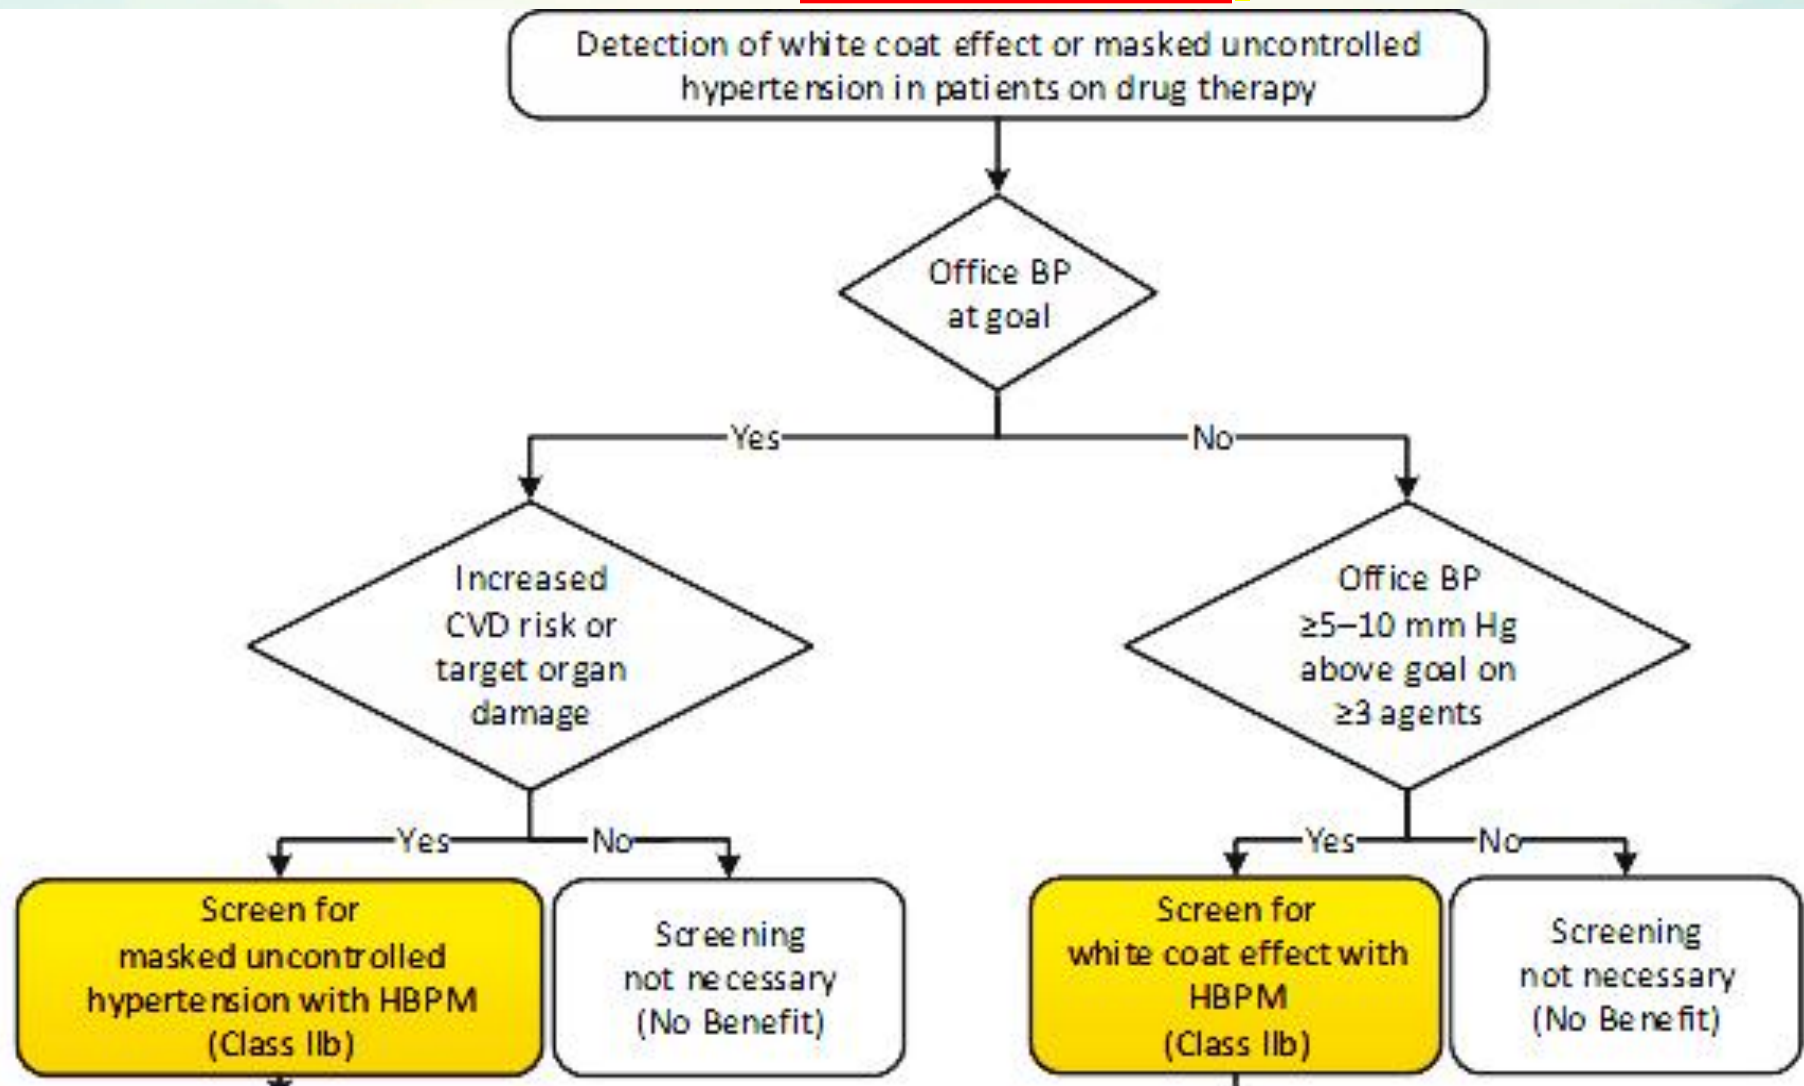 Detection of white coat effect or masked uncontrolled
hypertension in patients on drug therapy
Office BP
at goal
Yes
No
Increased
CVD risk or
target organ
damage
Office BP
≥5–10 mm Hg
above goal on
≥3 agents
Yes
No
Yes
No
Screen for
masked uncontrolled
hypertension with HBPM
(Class IIb)
Screening
not necessary
(No Benefit)
Screen for
white coat effect with
HBPM
(Class IIb)
Screening
not necessary
(No Benefit)